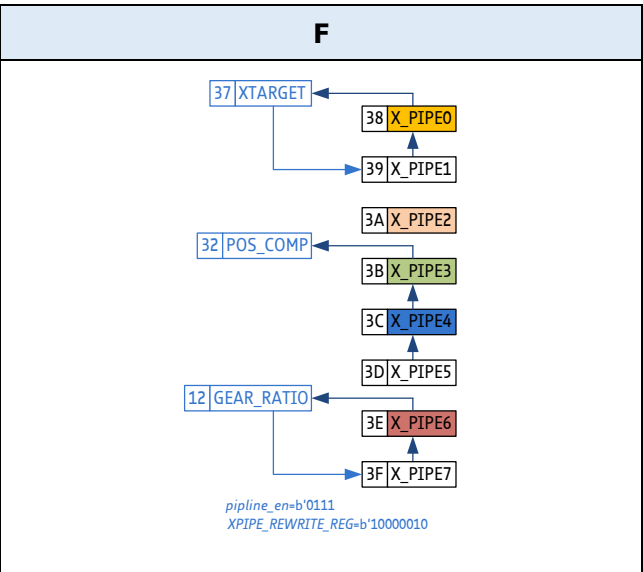 F
37 XTARGET
38 X_PIPE0
39 X_PIPE1
3A X_PIPE2
32 POS_COMP
3B X_PIPE3
3C X_PIPE4
3D X_PIPE5
12 GEAR_RATIO
3E X_PIPE6
3F X_PIPE7
pipline_en=b'0111
XPIPE_REWRITE_REG=b'10000010